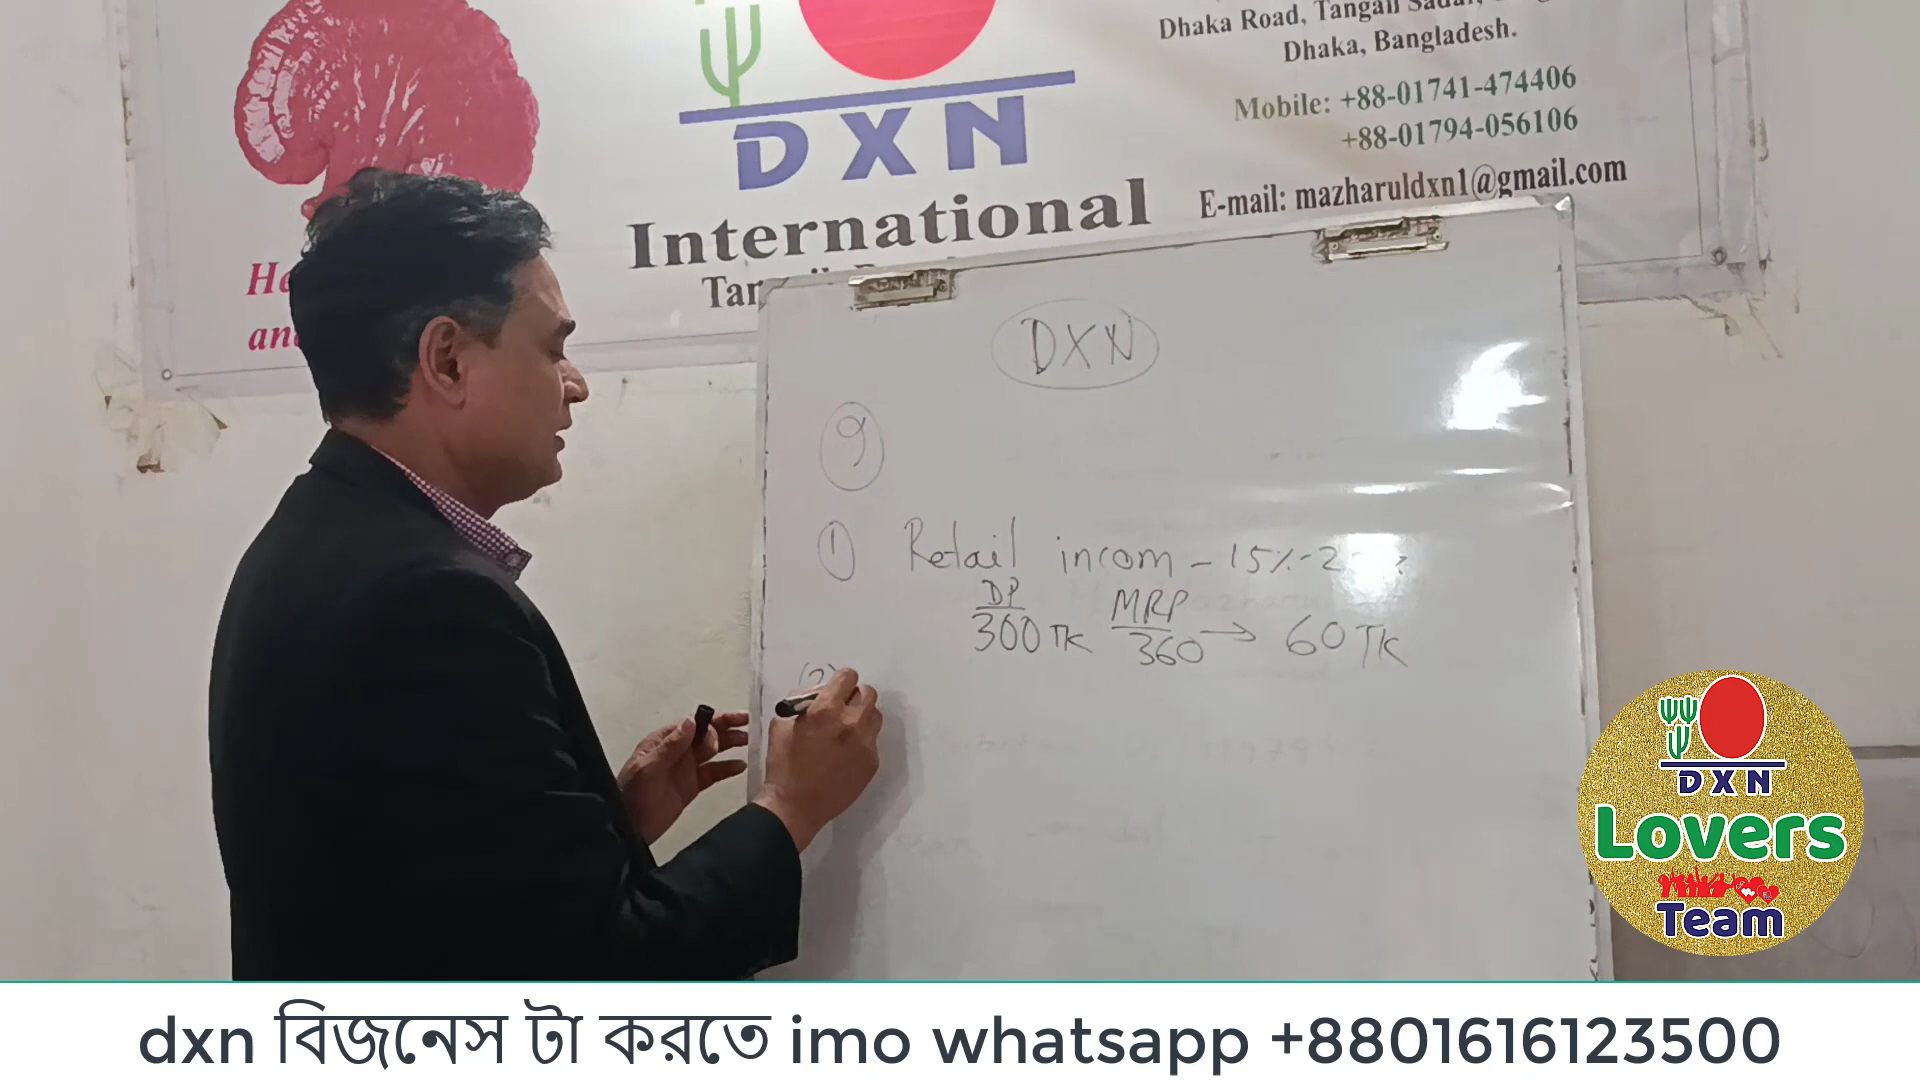 Dhaka Road, Tangail Sadar,
Dhaka, Bangladesh.
Mobile: +88-01741-474406
+88-01794-056106
E-mail: mazharuldxn1@gmail.com
DXN
International
DXN
9
① Retail incom - 15%-2
DP MRP
300 TK 360 → 60 TK
(2)
DXN
Lovers
Team
dxn বিজনেস টা করতে imo whatsapp +8801616123500